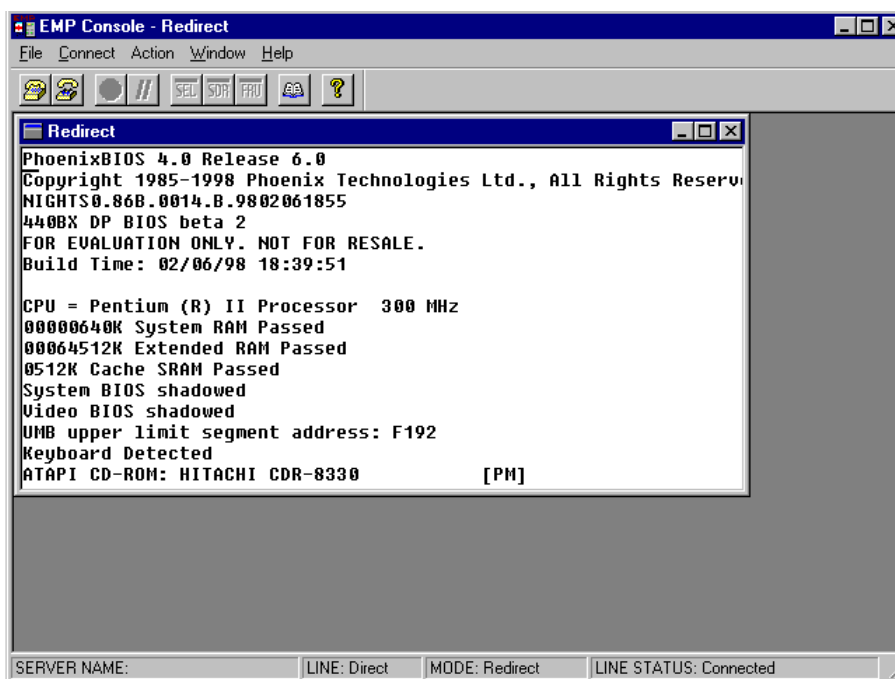 EMP Console - Redirect
File Connect Action Window Help
SEL SDR FRU
Redirect
PhoenixBIOS 4.0 Release 6.0
Copyright 1985-1998 Phoenix Technologies Ltd., All Rights Reserv
NIGHTS0.86B.0014.B.9802061855
440BX DP BIOS beta 2
FOR EVALUATION ONLY. NOT FOR RESALE.
Build Time: 02/06/98 18:39:51
CPU = Pentium (R) II Processor 300 MHz
00000640K System RAM Passed
00064512K Extended RAM Passed
0512K Cache SRAM Passed
System BIOS shadowed
Video BIOS shadowed
UMB upper limit segment address: F192
Keyboard Detected
ATAPI CD-ROM: HITACHI CDR-8330 [PM]
SERVER NAME: LINE: Direct MODE: Redirect LINE STATUS: Connected